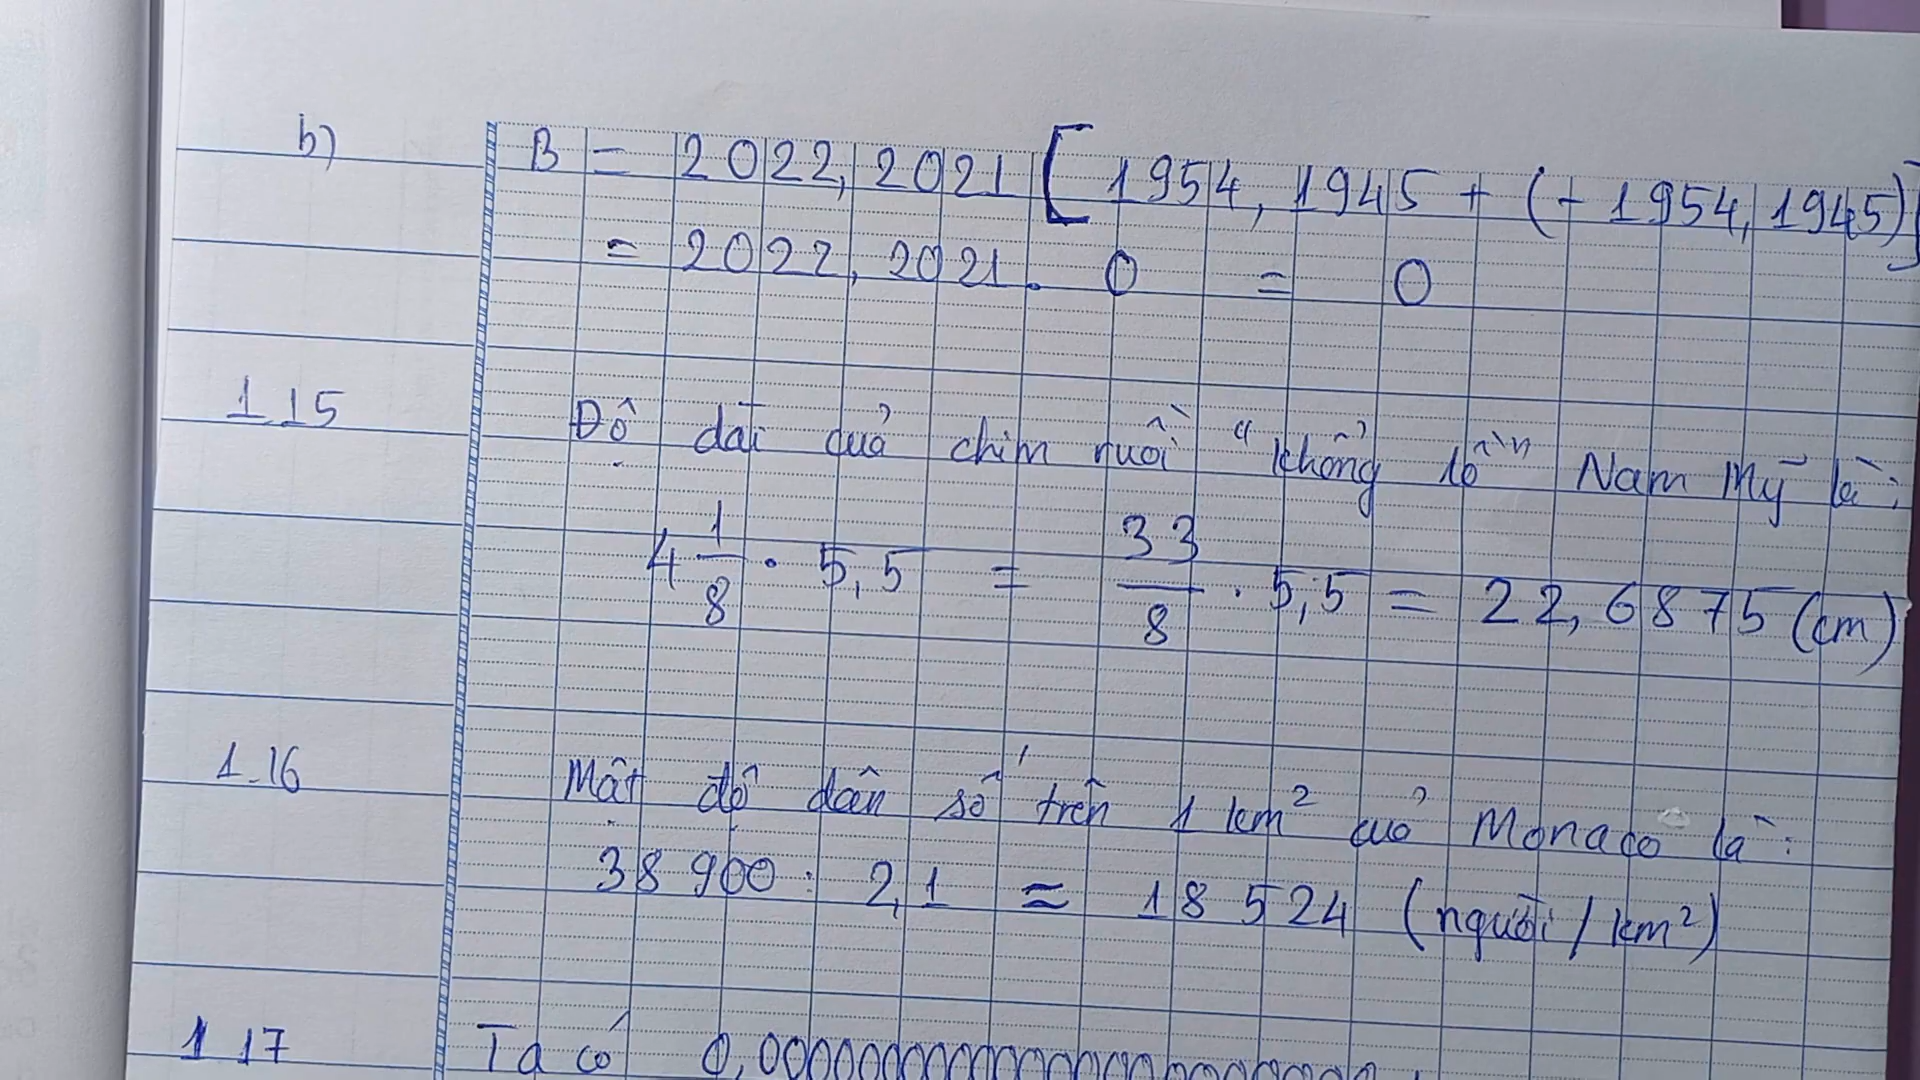 b) B = 2022,2021 [1954,1945 + (-1954,1945)]
= 2022,2021 . 0 = 0
1.15 Độ dài của chim ruồi "khổng lồ" Nam Mỹ là:
4 1/8 . 5,5 = 33/8 . 5,5 = 22,6875 (cm)
1.16 Mật độ dân số trên 1 km² của Monaco là:
38 900 : 2,1 ≈ 18 524 (người / km²)
1.17 Ta có